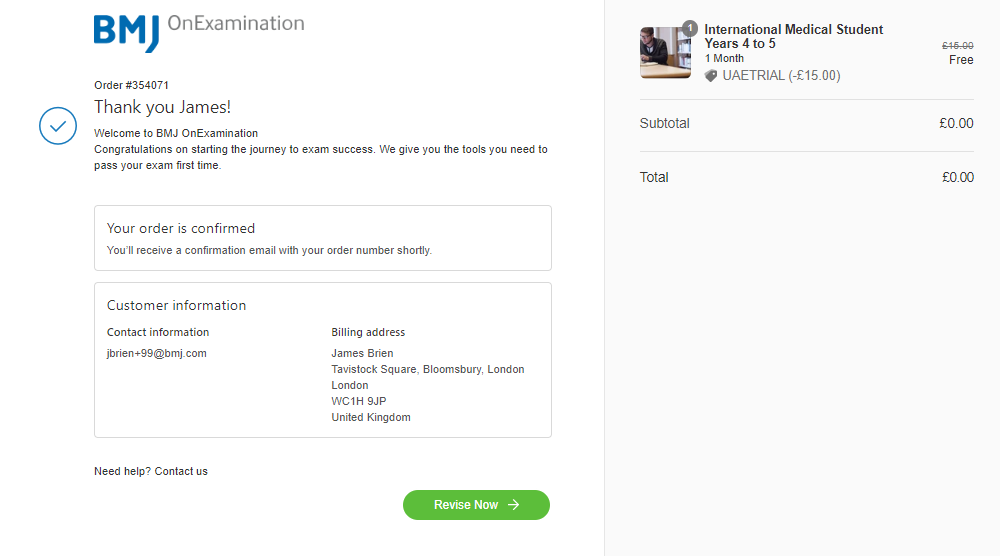 BMJ OnExamination
Order #354071
Thank you James!
Welcome to BMJ OnExamination
Congratulations on starting the journey to exam success. We give you the tools you need to
pass your exam first time.
Your order is confirmed
You'll receive a confirmation email with your order number shortly.
Customer information
Contact information
jbrien+99@bmj.com
Billing address
James Brien
Tavistock Square, Bloomsbury, London
London
WC1H 9JP
United Kingdom
Need help? Contact us
Revise Now
1
International Medical Student
Years 4 to 5
1 Month
UAETRIAL (-£15.00)
£15.00
Free
Subtotal £0.00
Total £0.00